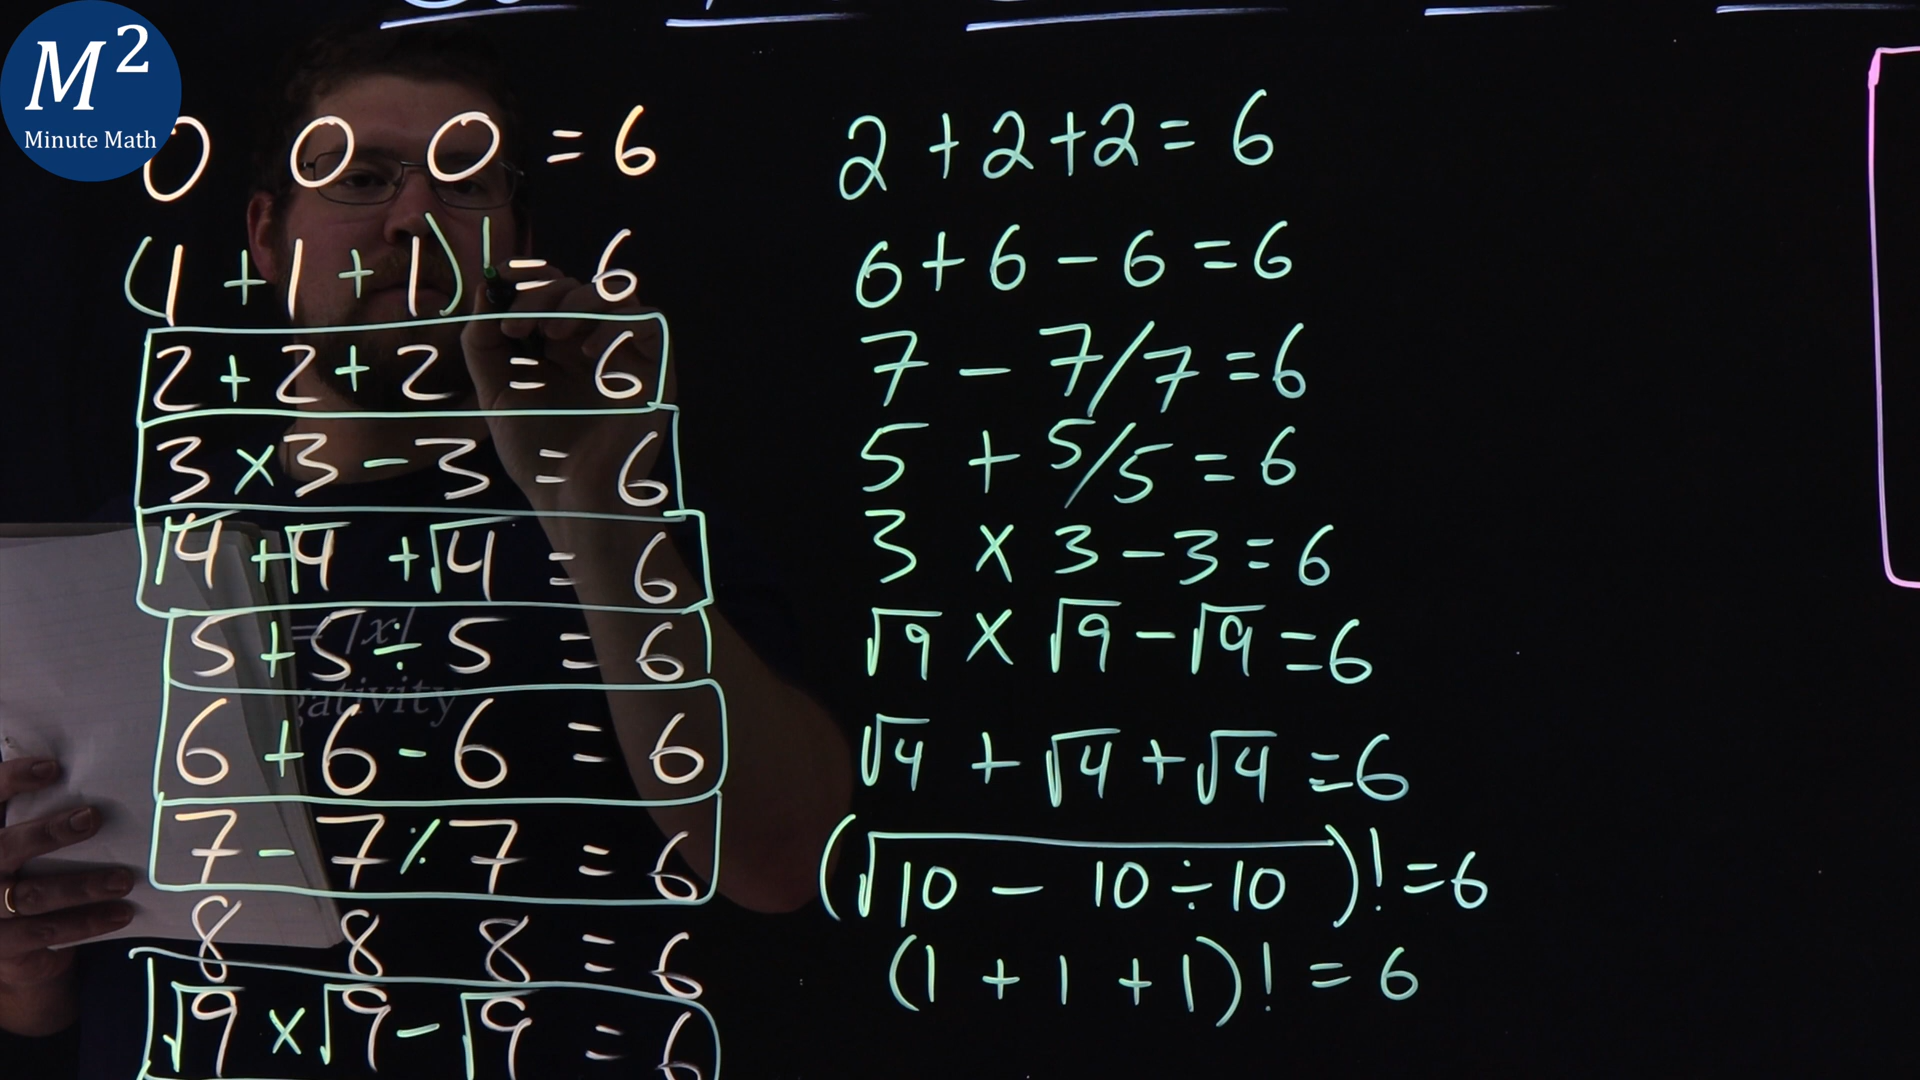 M²
Minute Math
0 0 0 = 6
(1 + 1 + 1)! = 6
2 + 2 + 2 = 6
3 × 3 − 3 = 6
√4 + √4 + √4 = 6
5 + 5 ÷ 5 = 6
= |x|
gativity
6 + 6 - 6 = 6
7 - 7 ÷ 7 = 6
8 8 8 = 6
√9 × √9 − √9 = 6
2 + 2 + 2 = 6
6 + 6 − 6 = 6
7 − 7/7 = 6
5 + 5/5 = 6
3 × 3 − 3 = 6
√9 × √9 − √9 = 6
√4 + √4 + √4 = 6
(√10 − 10 ÷ 10)! = 6
(1 + 1 + 1)! = 6